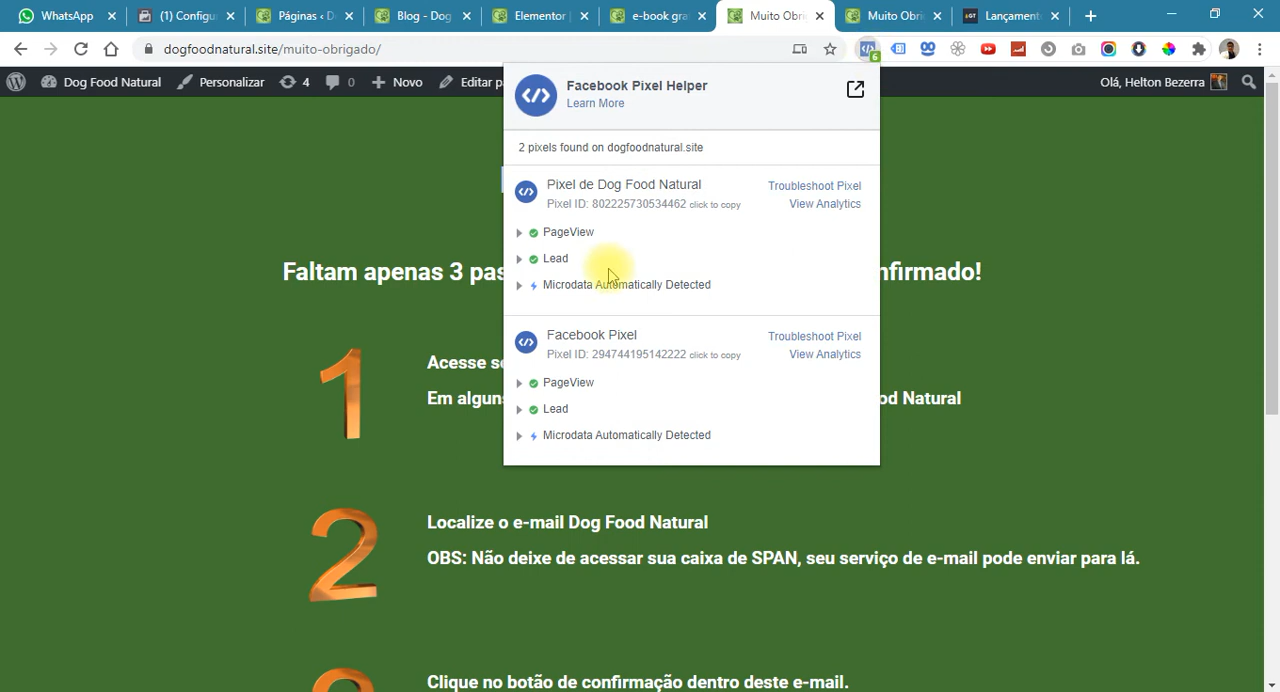 WhatsApp
(1) Configu
Páginas ‹ D
Blog - Dog
Elementor
e-book gra
Muito Obri
Muito Obri
Lançament
dogfoodnatural.site/muito-obrigado/
6
Dog Food Natural
Personalizar
4
0
Novo
Editar p
Olá, Helton Bezerra
Facebook Pixel Helper
Learn More
2 pixels found on dogfoodnatural.site
Pixel de Dog Food Natural
Troubleshoot Pixel
Pixel ID: 802225730534462 click to copy
View Analytics
PageView
Lead
Microdata Automatically Detected
Facebook Pixel
Troubleshoot Pixel
Pixel ID: 294744195142222 click to copy
View Analytics
PageView
Lead
Microdata Automatically Detected
Faltam apenas 3 pas
nfirmado!
1
Acesse se
Em algun
od Natural
2
Localize o e-mail Dog Food Natural
OBS: Não deixe de acessar sua caixa de SPAN, seu serviço de e-mail pode enviar para lá.
3
Clique no botão de confirmação dentro deste e-mail.